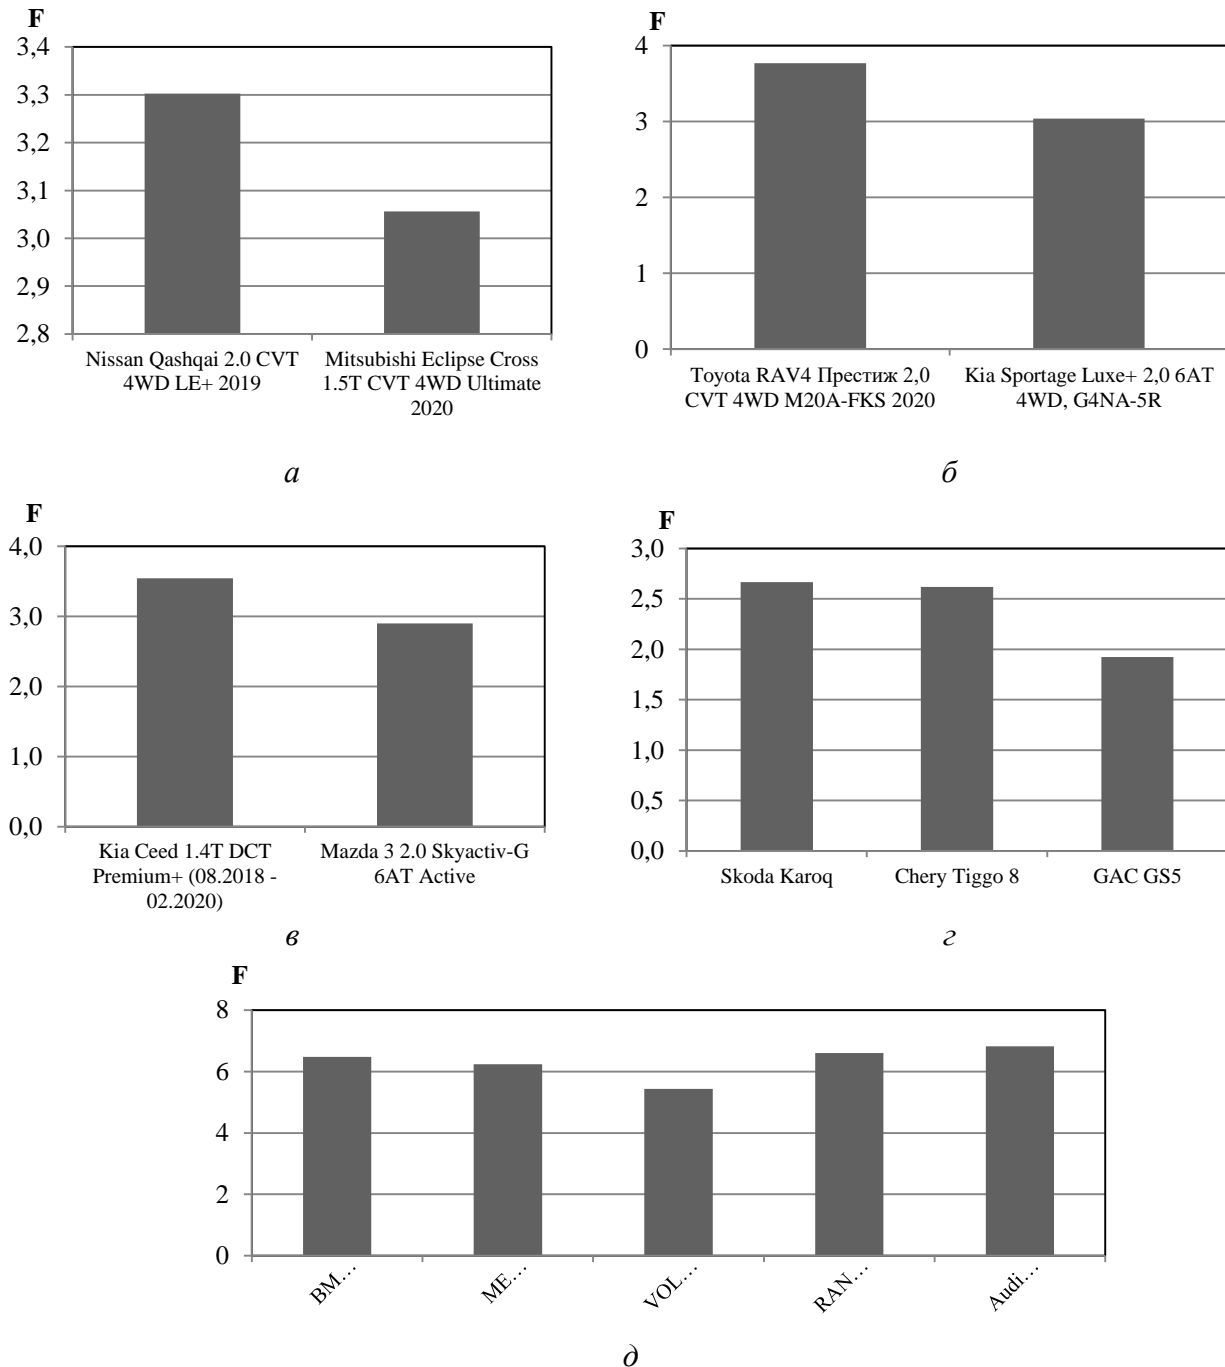 F
3,4
3,3
3,2
3,1
3,0
2,9
2,8
Nissan Qashqai 2.0 CVT
4WD LE+ 2019
Mitsubishi Eclipse Cross
1.5T CVT 4WD Ultimate
2020
а
F
4
3
2
1
0
Toyota RAV4 Престиж 2,0
CVT 4WD M20A-FKS 2020
Kia Sportage Luxe+ 2,0 6AT
4WD, G4NA-5R
б
F
4,0
3,0
2,0
1,0
0,0
Kia Ceed 1.4T DCT
Premium+ (08.2018 -
02.2020)
Mazda 3 2.0 Skyactiv-G
6AT Active
в
F
3,0
2,5
2,0
1,5
1,0
0,5
0,0
Skoda Karoq
Chery Tiggo 8
GAC GS5
г
F
8
6
4
2
0
BM…
ME…
VOL…
RAN…
Audi…
д